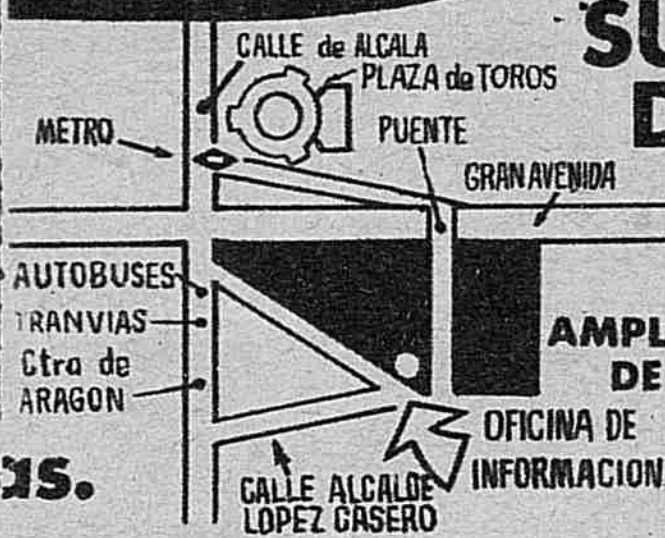 CALLE de ALCALA
PLAZA de TOROS
METRO
PUENTE
GRAN AVENIDA
AUTOBUSES
TRANVIAS
Ctra de
ARAGON
AMPL
DE
OFICINA DE
INFORMACION
CALLE ALCALDE
LOPEZ CASERO